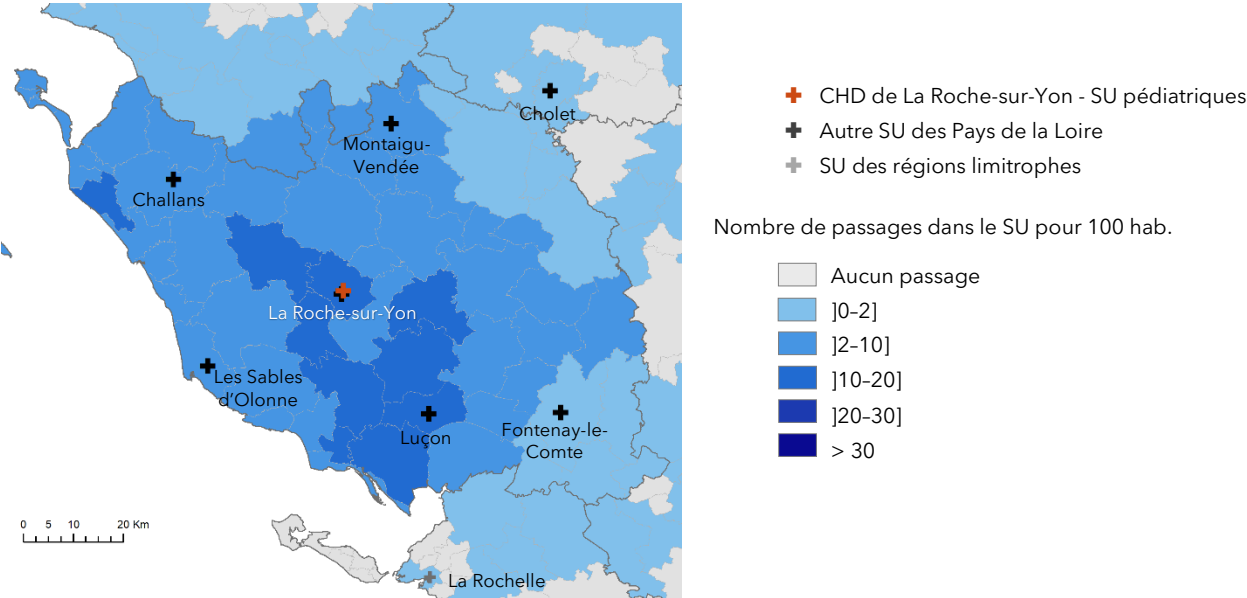 Cholet
Montaigu-
Vendée
Challans
La Roche-sur-Yon
Les Sables
d'Olonne
Luçon
Fontenay-le-
Comte
0 5 10 20 Km
La Rochelle
CHD de La Roche-sur-Yon - SU pédiatriques
Autre SU des Pays de la Loire
SU des régions limitrophes
Nombre de passages dans le SU pour 100 hab.
Aucun passage
]0–2]
]2–10]
]10–20]
]20–30]
> 30